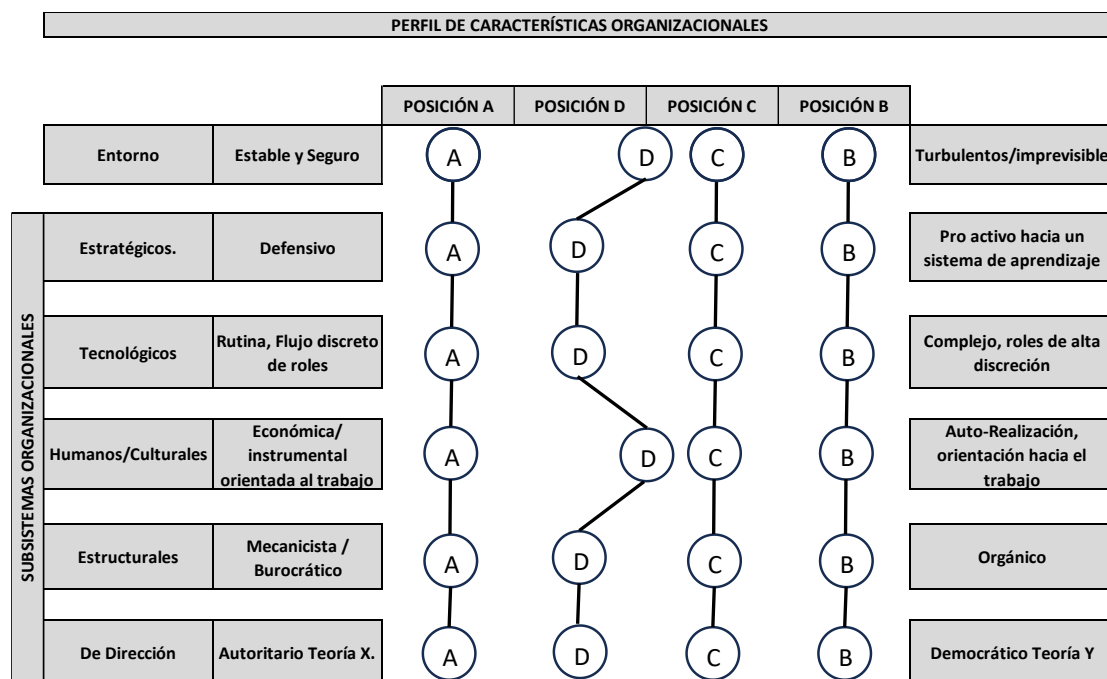 PERFIL DE CARACTERÍSTICAS ORGANIZACIONALES
POSICIÓN A POSICIÓN D POSICIÓN C POSICIÓN B
Entorno
Estable y Seguro
A D C B
Turbulentos/imprevisible
SUBSISTEMAS ORGANIZACIONALES
Estratégicos.
Defensivo
A D C B
Pro activo hacia un
sistema de aprendizaje
Tecnológicos
Rutina, Flujo discreto
de roles
A D C B
Complejo, roles de alta
discreción
Humanos/Culturales
Económica/
instrumental
orientada al trabajo
A D C B
Auto-Realización,
orientación hacia el
trabajo
Estructurales
Mecanicista /
Burocrático
A D C B
Orgánico
De Dirección
Autoritario Teoría X.
A D C B
Democrático Teoría Y